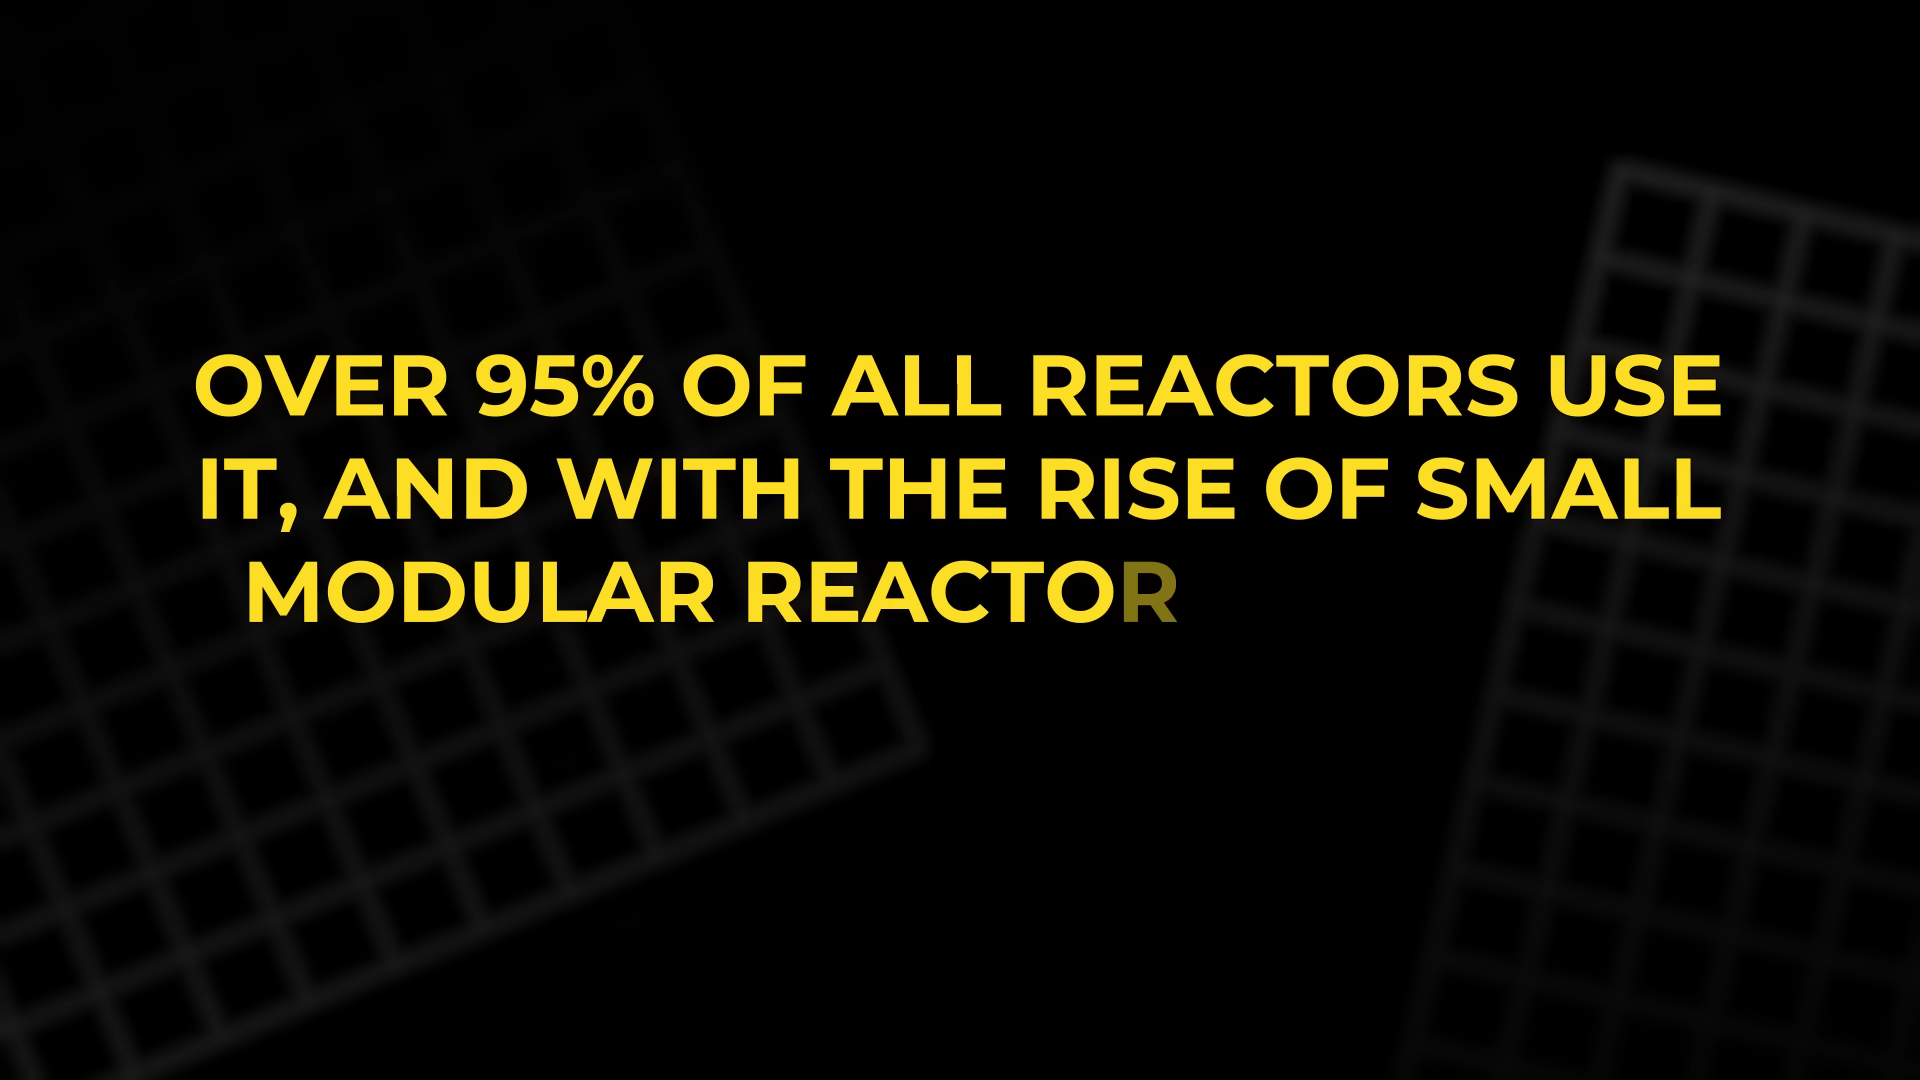 OVER 95% OF ALL REACTORS USE
IT, AND WITH THE RISE OF SMALL
MODULAR REACTOR